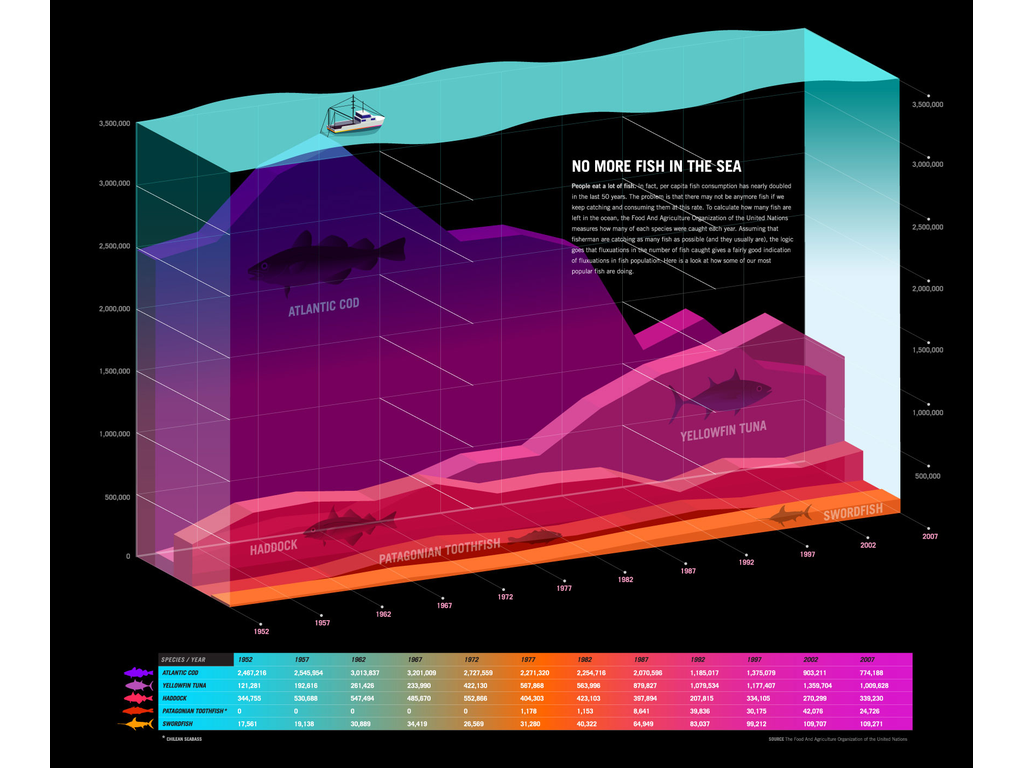 3,500,000
3,000,000
2,500,000
2,000,000
1,500,000
1,000,000
500,000
0
3,500,000
3,000,000
2,500,000
2,000,000
1,500,000
1,000,000
500,000
NO MORE FISH IN THE SEA
People eat a lot of fish. In fact, per capita fish consumption has nearly doubled
in the last 50 years. The problem is that there may not be anymore fish if we
keep catching and consuming them at this rate. To calculate how many fish are
left in the ocean, the Food And Agriculture Organization of the United Nations
measures how many of each species were caught each year. Assuming that
fisherman are catching as many fish as possible (and they usually are), the logic
goes that fluxuations in the number of fish caught gives a fairly good indication
of fluxuations in fish population. Here is a look at how some of our most
popular fish are doing.
ATLANTIC COD
YELLOWFIN TUNA
HADDOCK
PATAGONIAN TOOTHFISH
SWORDFISH
1952
1957
1962
1967
1972
1977
1982
1987
1992
1997
2002
2007
SPECIES / YEAR 1952 1957 1962 1967 1972 1977 1982 1987 1992 1997 2002 2007
ATLANTIC COD 2,467,216 2,545,954 3,013,837 3,201,009 2,727,555 2,271,320 2,254,716 2,070,596 1,185,017 1,375,079 903,211 774,188
YELLOWFIN TUNA 121,281 192,616 261,426 233,990 422,130 567,868 563,996 879,827 1,079,534 1,177,407 1,359,704 1,009,628
HADDOCK 344,755 530,688 547,494 485,670 552,866 404,303 423,103 397,894 207,815 334,105 270,299 339,230
PATAGONIAN TOOTHFISH * 0 0 0 0 0 1,178 1,153 8,641 39,836 30,175 42,076 24,726
SWORDFISH 17,561 19,138 30,889 34,419 26,569 31,280 40,322 64,949 83,037 99,212 109,707 109,271
* CHILEAN SEABASS
SOURCE The Food And Agriculture Organization of the United Nations